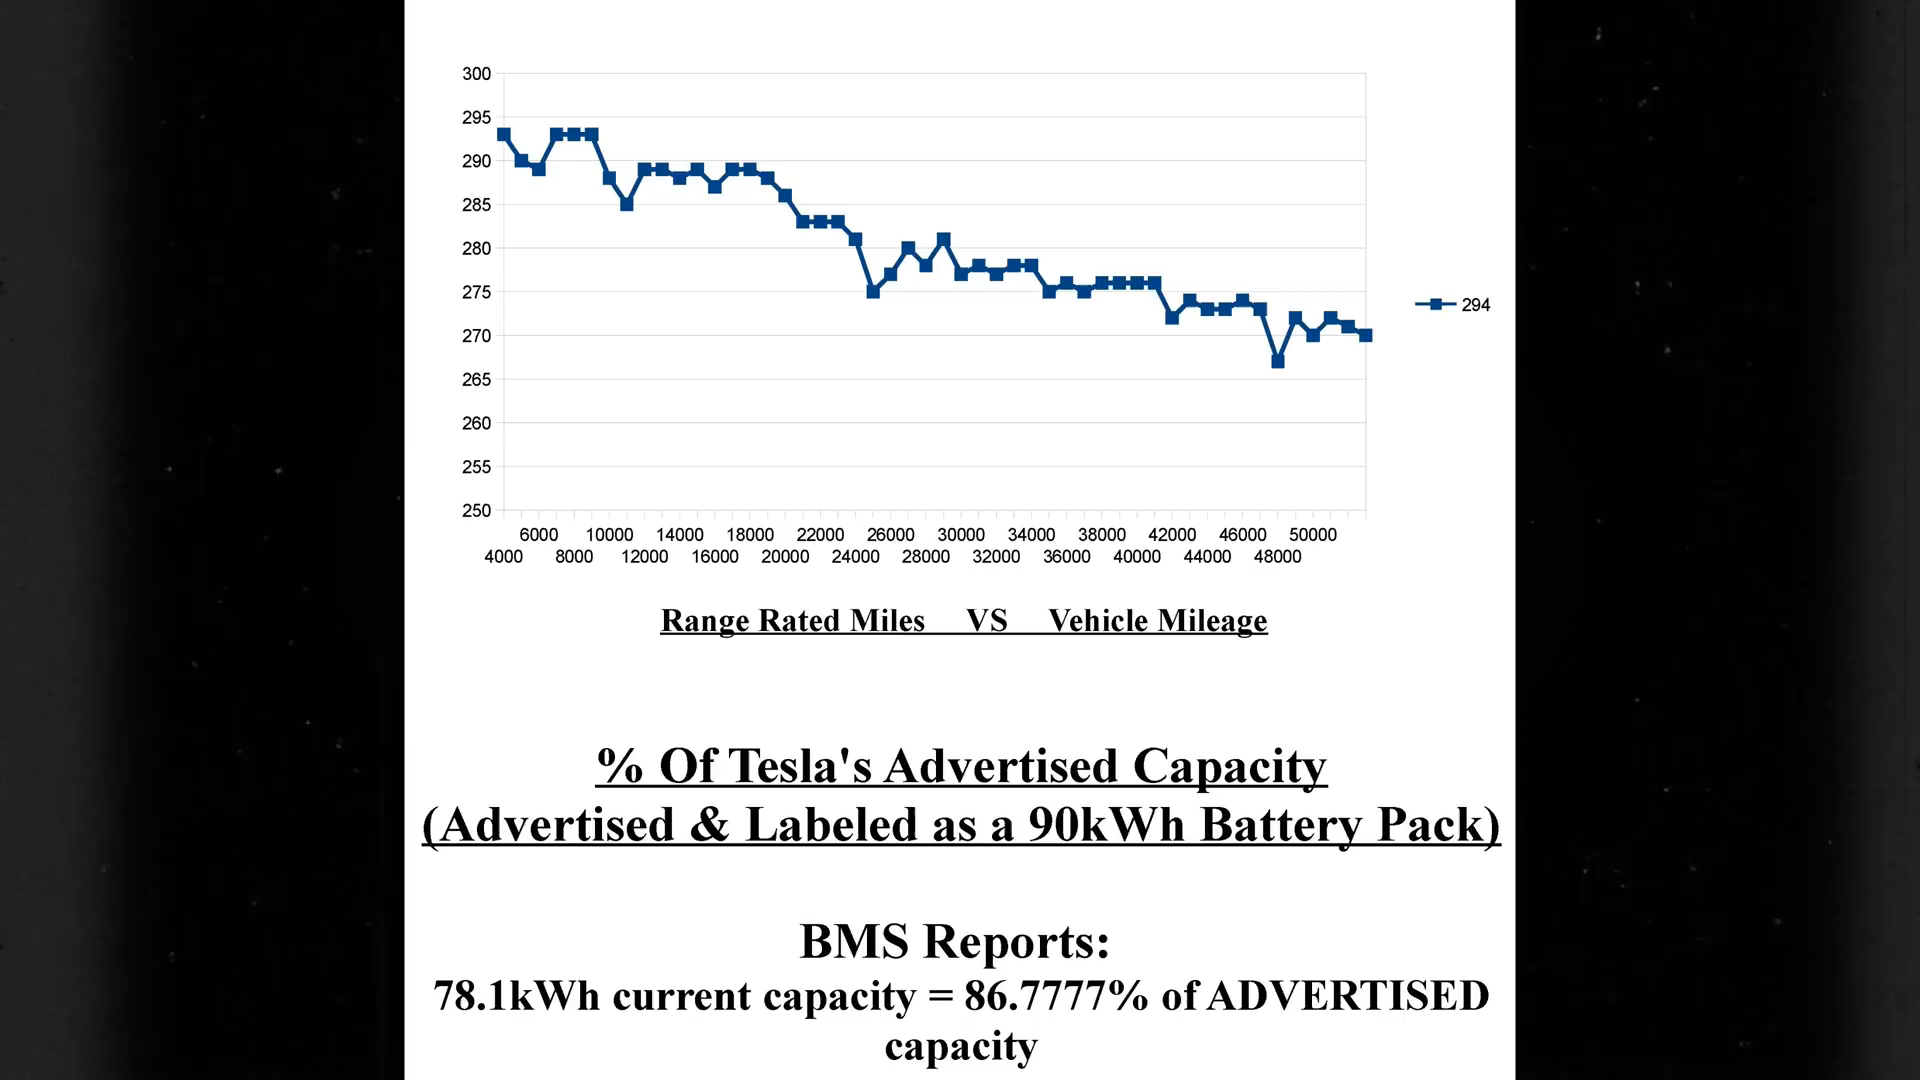 300
295
290
285
280
275
270
265
260
255
250
294
6000 10000 14000 18000 22000 26000 30000 34000 38000 42000 46000 50000
4000 8000 12000 16000 20000 24000 28000 32000 36000 40000 44000 48000
Range Rated Miles VS Vehicle Mileage
% Of Tesla's Advertised Capacity
(Advertised & Labeled as a 90kWh Battery Pack)
BMS Reports:
78.1kWh current capacity = 86.7777% of ADVERTISED
capacity